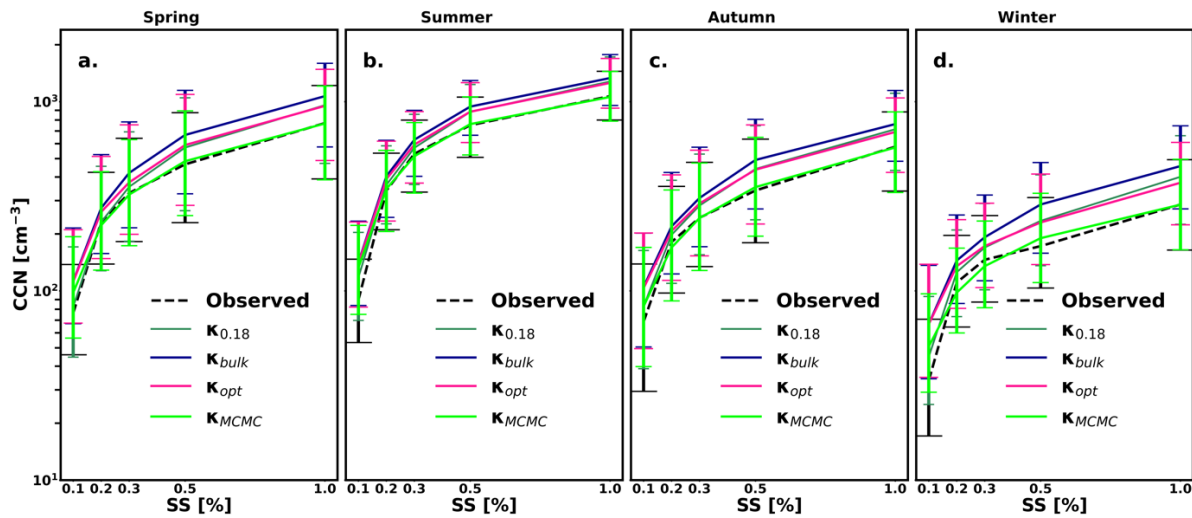 Spring Summer Autumn Winter
a. b. c. d.
CCN [cm⁻³]
10³
10²
10¹
Observed Observed Observed Observed
κ0.18 κ0.18 κ0.18 κ0.18
κbulk κbulk κbulk κbulk
κopt κopt κopt κopt
κMCMC κMCMC κMCMC κMCMC
0.1 0.2 0.3 0.5 1.0 0.1 0.2 0.3 0.5 1.0 0.1 0.2 0.3 0.5 1.0 0.1 0.2 0.3 0.5 1.0
SS [%] SS [%] SS [%] SS [%]